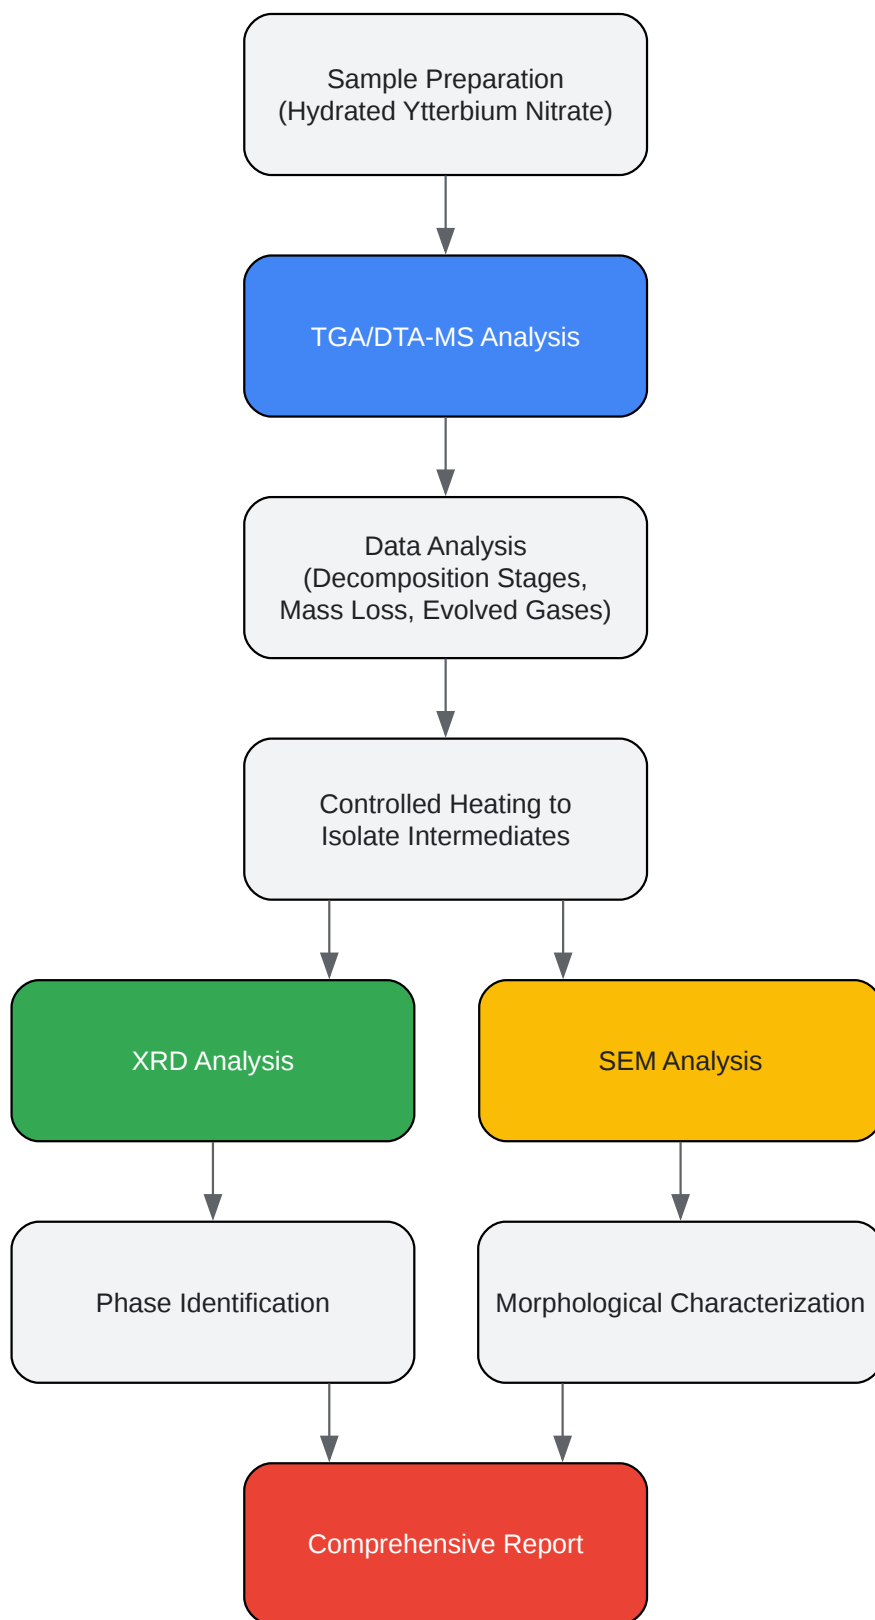 Sample Preparation
(Hydrated Ytterbium Nitrate)
TGA/DTA-MS Analysis
Data Analysis
(Decomposition Stages,
Mass Loss, Evolved Gases)
Controlled Heating to
Isolate Intermediates
XRD Analysis
SEM Analysis
Phase Identification
Morphological Characterization
Comprehensive Report